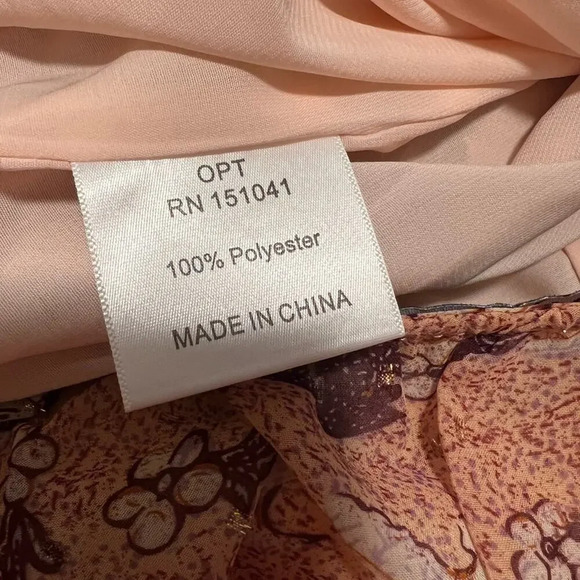 OPT
RN 151041
100% Polyester
MADE IN CHINA